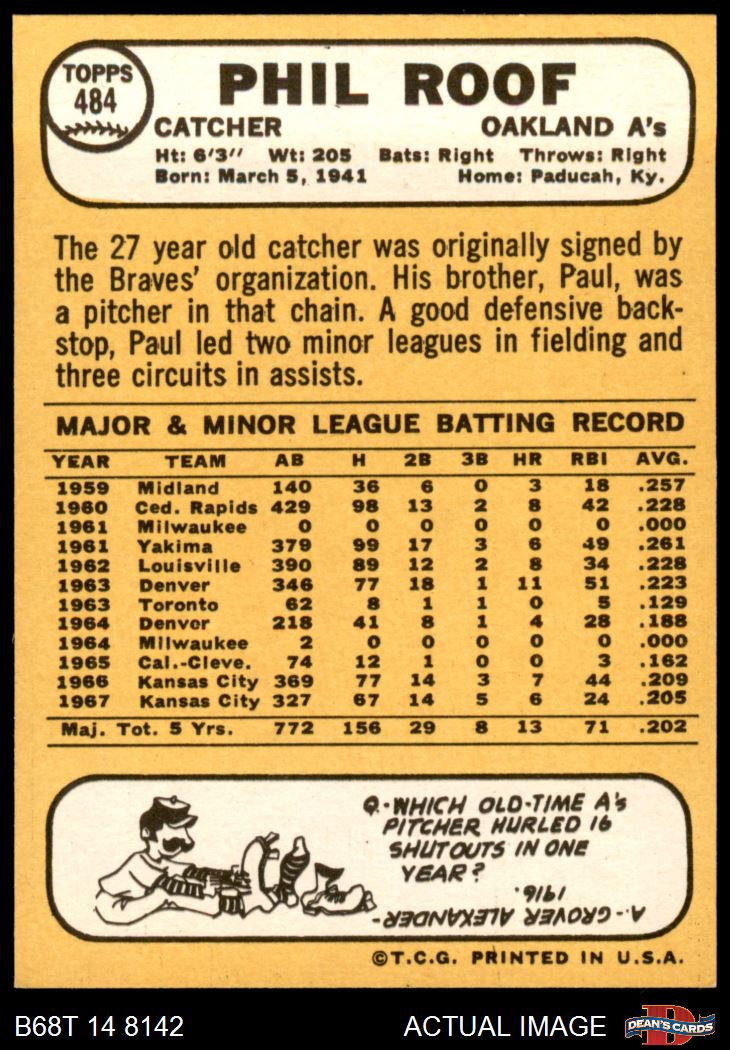 TOPPS
484
PHIL ROOF
CATCHER OAKLAND A's
Ht: 6'3" Wt: 205 Bats: Right Throws: Right
Born: March 5, 1941 Home: Paducah, Ky.
The 27 year old catcher was originally signed by
the Braves' organization. His brother, Paul, was
a pitcher in that chain. A good defensive back-
stop, Paul led two minor leagues in fielding and
three circuits in assists.
MAJOR & MINOR LEAGUE BATTING RECORD
YEAR TEAM AB H 2B 3B HR RBI AVG.
1959 Midland 140 36 6 0 3 18 .257
1960 Ced. Rapids 429 98 13 2 8 42 .228
1961 Milwaukee 0 0 0 0 0 0 .000
1961 Yakima 379 99 17 3 6 49 .261
1962 Louisville 390 89 12 2 8 34 .228
1963 Denver 346 77 18 1 11 51 .223
1963 Toronto 62 8 1 1 0 5 .129
1964 Denver 218 41 8 1 4 28 .188
1964 Milwaukee 2 0 0 0 0 0 .000
1965 Cal.-Cleve. 74 12 1 0 0 3 .162
1966 Kansas City 369 77 14 3 7 44 .209
1967 Kansas City 327 67 14 5 6 24 .205
Maj. Tot. 5 Yrs. 772 156 29 8 13 71 .202
Q-WHICH OLD-TIME A's
PITCHER HURLED 16
SHUTOUTS IN ONE
YEAR?
A-GROVER ALEXANDER-
1916.
©T.C.G. PRINTED IN U.S.A.
B68T 14 8142 ACTUAL IMAGE
D
DEAN'S CARDS